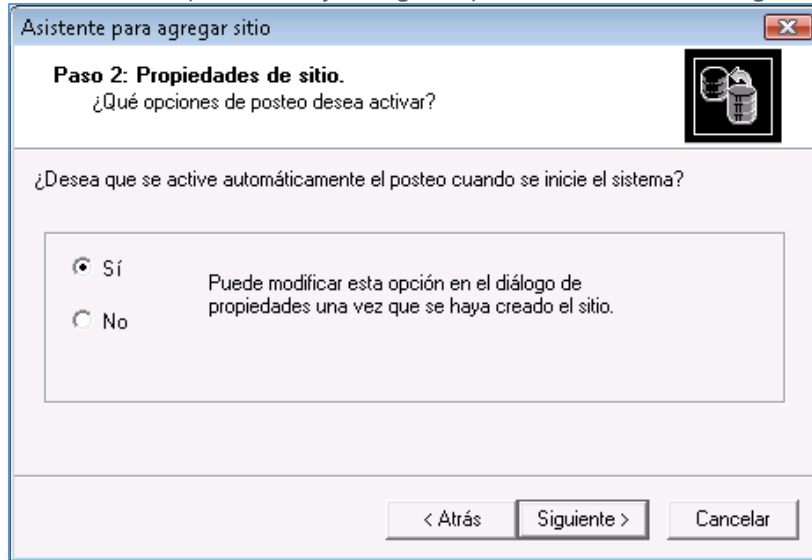 Asistente para agregar sitio
Paso 2: Propiedades de sitio.
¿Qué opciones de posteo desea activar?
¿Desea que se active automáticamente el posteo cuando se inicie el sistema?
Sí
Puede modificar esta opción en el diálogo de
propiedades una vez que se haya creado el sitio.
No
< Atrás
Siguiente >
Cancelar